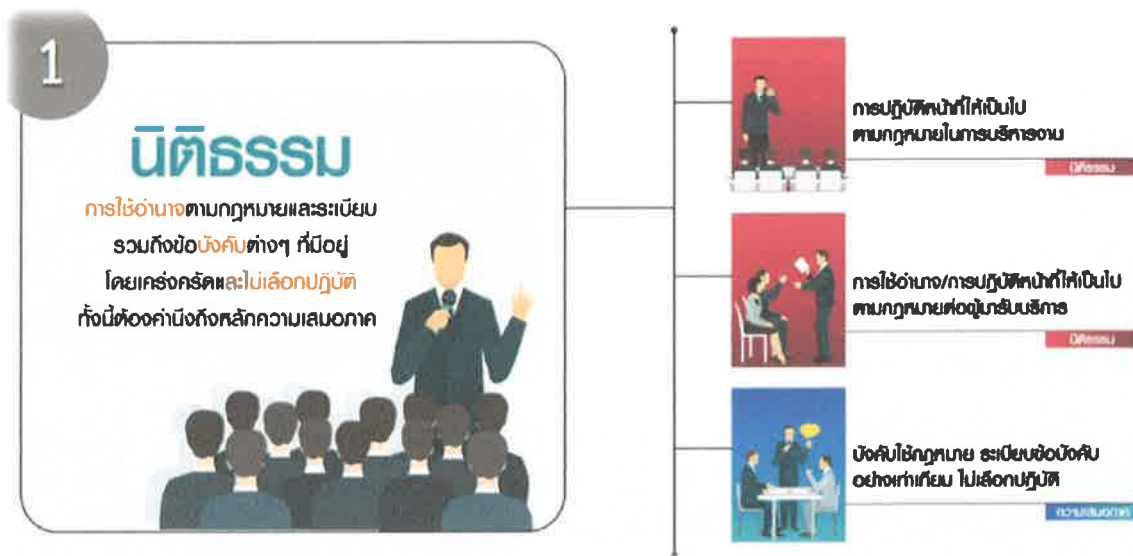 1
นิติธรรม
การใช้อำนาจตามกฎหมายและระเบียบ
รวมถึงข้อบังคับต่างๆ ที่มีอยู่
โดยเคร่งครัดและไม่เลือกปฏิบัติ
ทั้งนี้ต้องคำนึงถึงหลักความเสมอภาค
การปฏิบัติหน้าที่ให้เป็นไป
ตามกฎหมายในการบริหารงาน
นิติธรรม
การใช้อำนาจ/การปฏิบัติหน้าที่ให้เป็นไป
ตามกฎหมายต่อผู้มารับบริการ
นิติธรรม
บังคับใช้กฎหมาย ระเบียบข้อบังคับ
อย่างเท่าเทียม ไม่เลือกปฏิบัติ
ความเสมอภาค